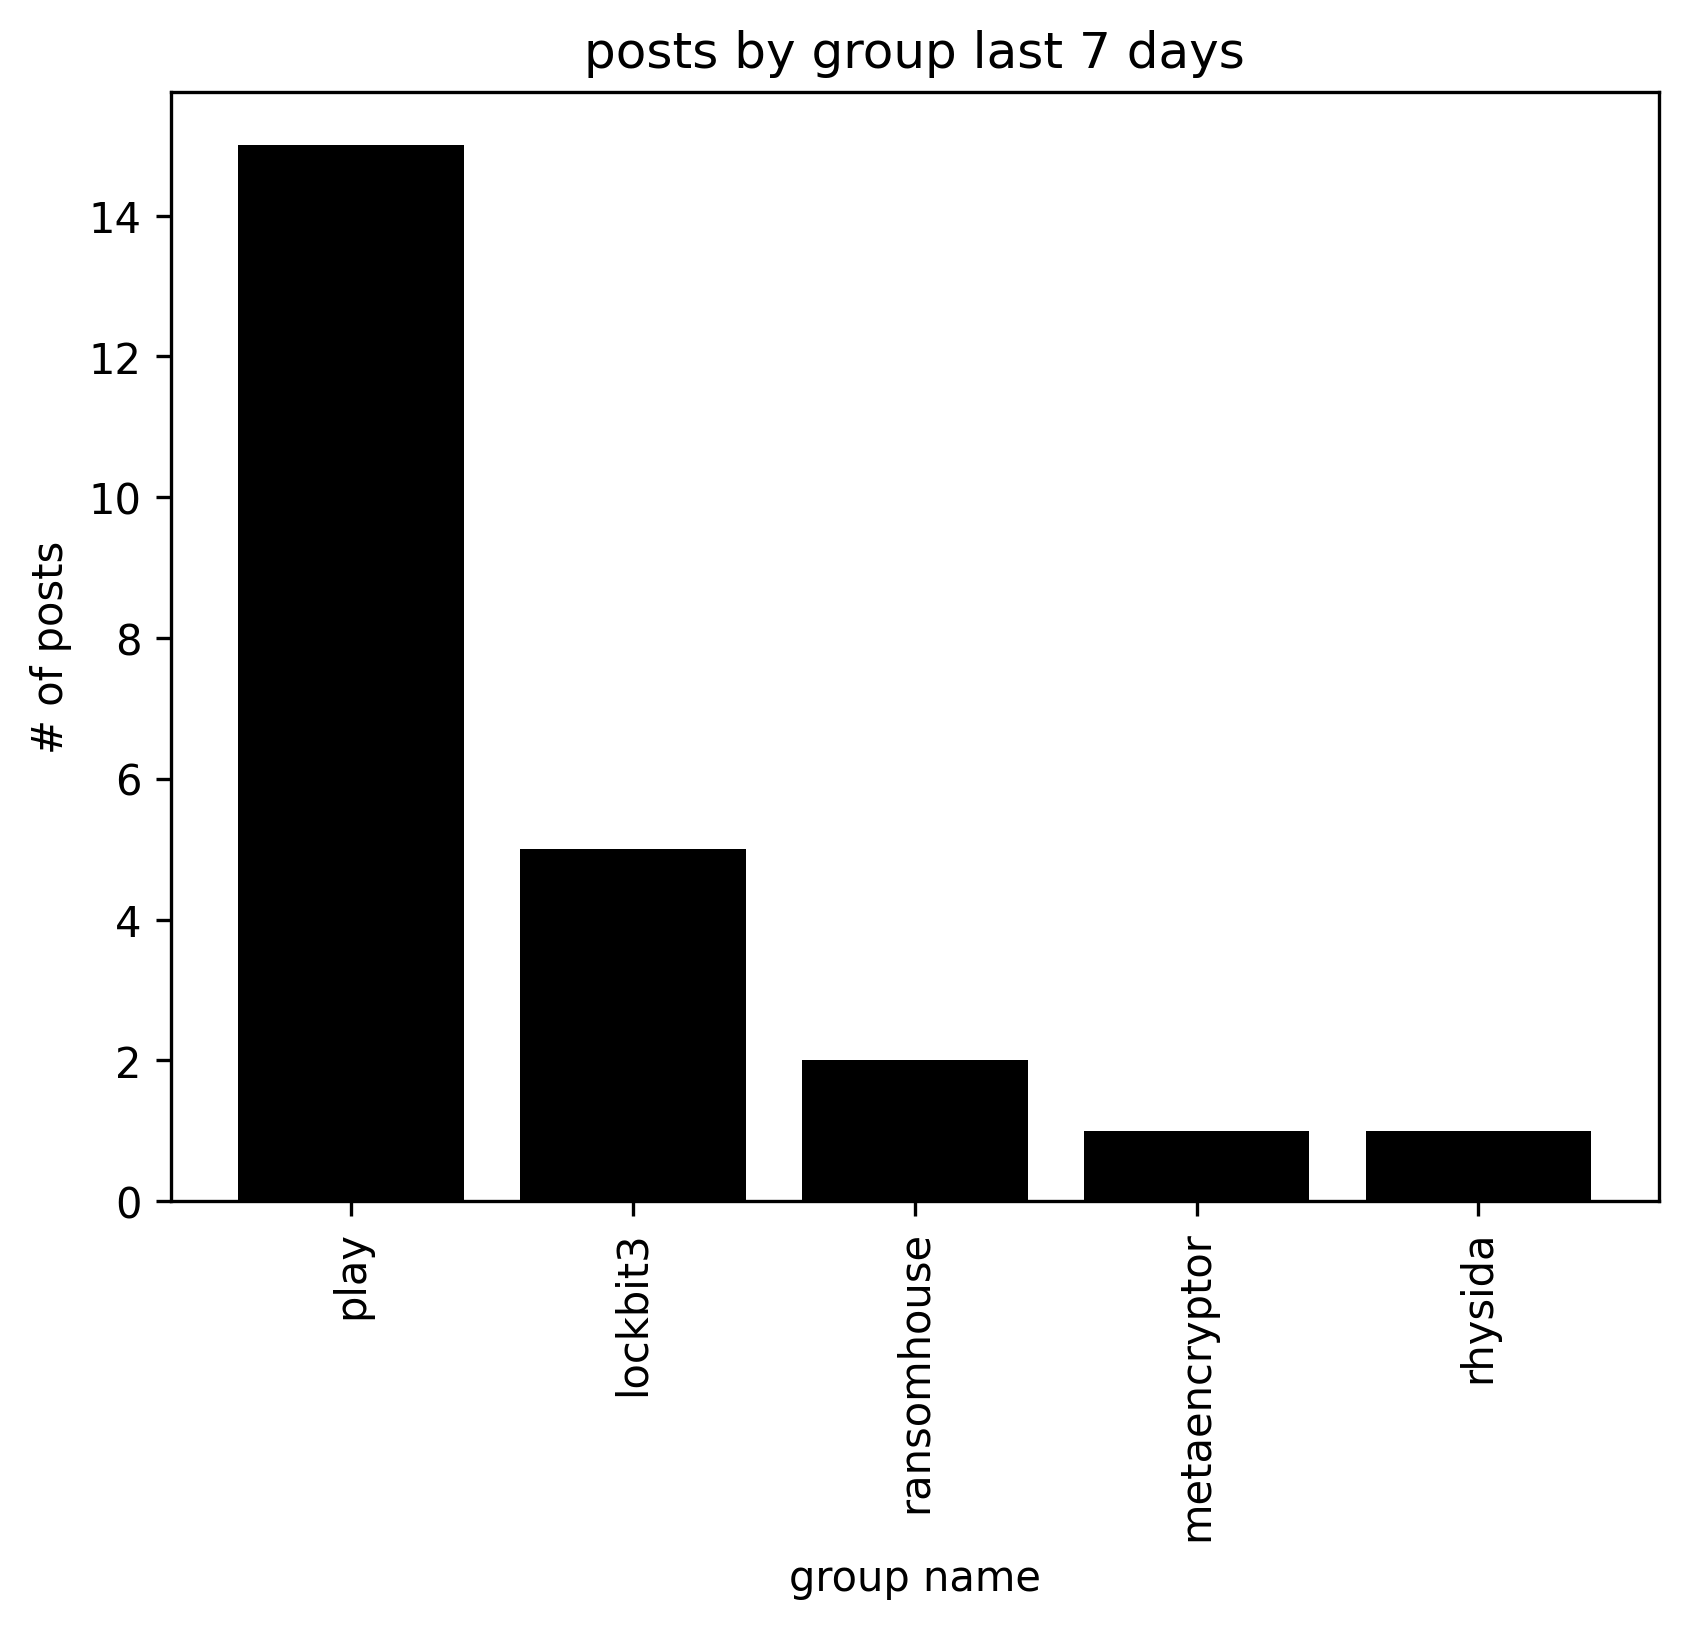 posts by group last 7 days
# of posts
14
12
10
8
6
4
2
0
play
lockbit3
ransomhouse
metaencryptor
rhysida
group name